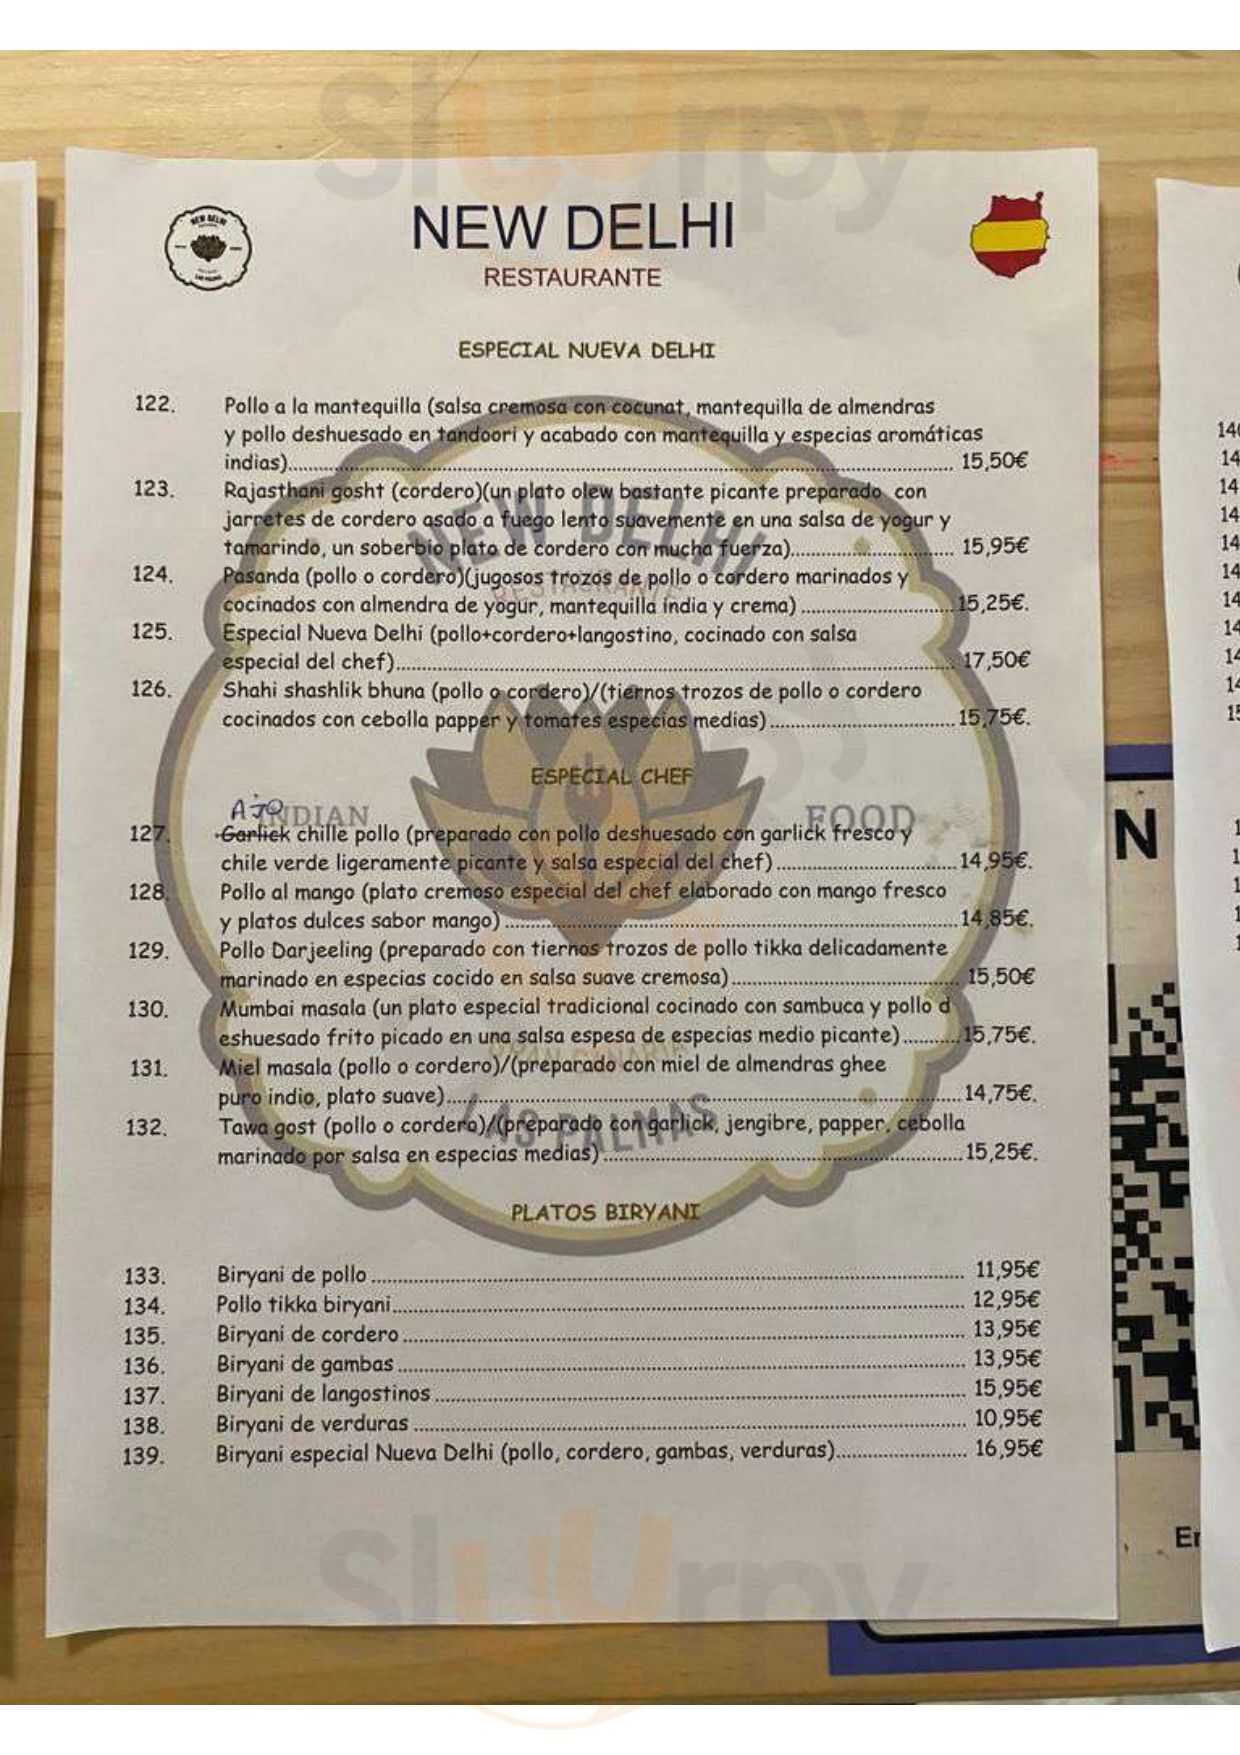 Sluurpy
NEW DELHI
LAS PALMAS
NEW DELHI
RESTAURANTE
ESPECIAL NUEVA DELHI
122. Pollo a la mantequilla (salsa cremosa con cocunat, mantequilla de almendras
y pollo deshuesado en tandoori y acabado con mantequilla y especias aromáticas
indias).......... 15,50€
123. Rajasthani gosht (cordero)(un plato olew bastante picante preparado con
jarretes de cordero asado a fuego lento suavemente en una salsa de yogur y
tamarindo, un soberbio plato de cordero con mucha fuerza).......... 15,95€
124. Pasanda (pollo o cordero)(jugosos trozos de pollo o cordero marinados y
cocinados con almendra de yogur, mantequilla india y crema) .......... 15,25€.
125. Especial Nueva Delhi (pollo+cordero+langostino, cocinado con salsa
especial del chef).......... 17,50€
126. Shahi shashlik bhuna (pollo o cordero)/(tiernos trozos de pollo o cordero
cocinados con cebolla papper y tomates especias medias) .......... 15,75€.
ESPECIAL CHEF
AJO
127. Garlick chille pollo (preparado con pollo deshuesado con garlick fresco y
chile verde ligeramente picante y salsa especial del chef) .......... 14,95€.
128. Pollo al mango (plato cremoso especial del chef elaborado con mango fresco
y platos dulces sabor mango) .......... 14,85€.
129. Pollo Darjeeling (preparado con tiernos trozos de pollo tikka delicadamente
marinado en especias cocido en salsa suave cremosa).......... 15,50€
130. Mumbai masala (un plato especial tradicional cocinado con sambuca y pollo d
eshuesado frito picado en una salsa espesa de especias medio picante) .......... 15,75€.
131. Miel masala (pollo o cordero)/(preparado con miel de almendras ghee
puro indio, plato suave).......... 14,75€.
132. Tawa gost (pollo o cordero)/(preparado con garlick, jengibre, papper, cebolla
marinado por salsa en especias medias) .......... 15,25€.
PLATOS BIRYANI
133. Biryani de pollo .......... 11,95€
134. Pollo tikka biryani.......... 12,95€
135. Biryani de cordero .......... 13,95€
136. Biryani de gambas .......... 13,95€
137. Biryani de langostinos .......... 15,95€
138. Biryani de verduras .......... 10,95€
139. Biryani especial Nueva Delhi (pollo, cordero, gambas, verduras).......... 16,95€
NEW DELHI
RESTAURANTE
INDIAN FOOD
GRAN CANARIA
LAS PALMAS
N
Sluurpy